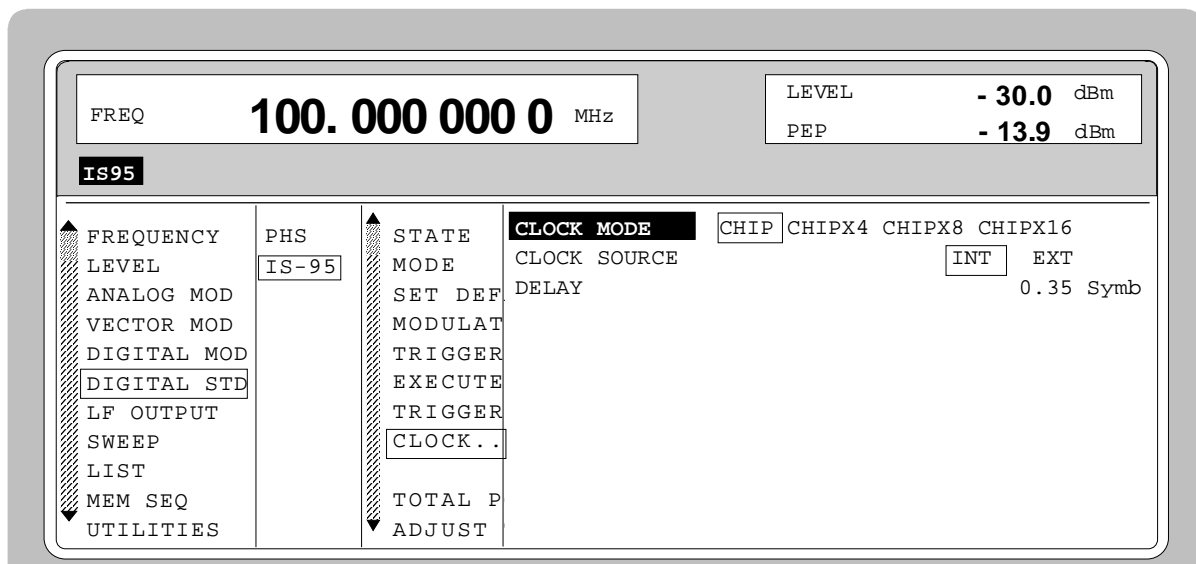 FREQ 100. 000 000 0 MHz
LEVEL - 30.0 dBm
PEP - 13.9 dBm
IS95
FREQUENCY
LEVEL
ANALOG MOD
VECTOR MOD
DIGITAL MOD
DIGITAL STD
LF OUTPUT
SWEEP
LIST
MEM SEQ
UTILITIES
PHS
IS-95
STATE
MODE
SET DEF
MODULAT
TRIGGER
EXECUTE
TRIGGER
CLOCK..
TOTAL P
ADJUST
CLOCK MODE CHIP CHIPX4 CHIPX8 CHIPX16
CLOCK SOURCE INT EXT
DELAY 0.35 Symb